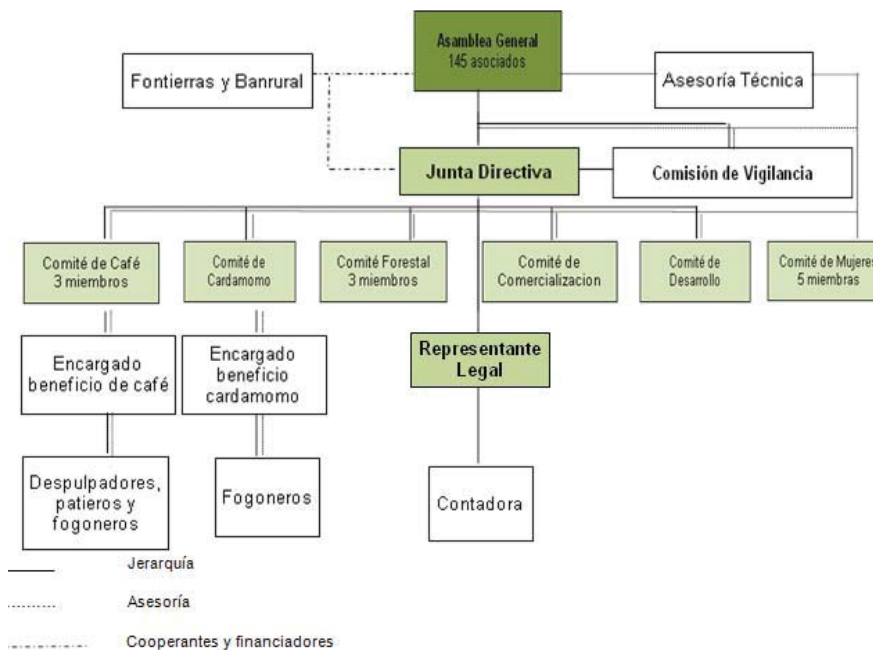 Asamblea General
145 asociados
Fontierras y Banrural
Asesoría Técnica
Junta Directiva
Comisión de Vigilancia
Comité de Café
3 miembros
Comité de
Cardamomo
Comité Forestal
3 miembros
Comité de
Comercializacion
Comité de
Desarrollo
Comité de Mujeres
5 miembras
Encargado
beneficio de café
Encargado
beneficio
cardamomo
Representante
Legal
Despulpadores,
patieros y
fogoneros
Fogoneros
Contadora
Jerarquía
Asesoría
Cooperantes y financiadores